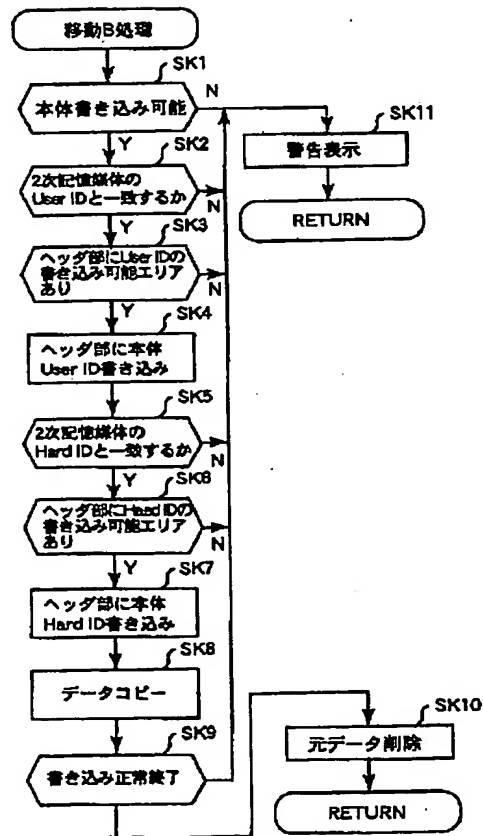 移動B処理
SK1
本体書き込み可能
N
Y
SK2
2次記憶媒体の
User IDと一致するか
N
Y
SK3
ヘッダ部にUser IDの
書き込み可能エリア
あり
N
Y
SK4
ヘッダ部に本体
User ID書き込み
SK5
2次記憶媒体の
Hard IDと一致するか
N
Y
SK6
ヘッダ部にHard IDの
書き込み可能エリア
あり
N
Y
SK7
ヘッダ部に本体
Hard ID書き込み
SK8
データコピー
SK9
書き込み正常終了
SK11
警告表示
RETURN
SK10
元データ削除
RETURN